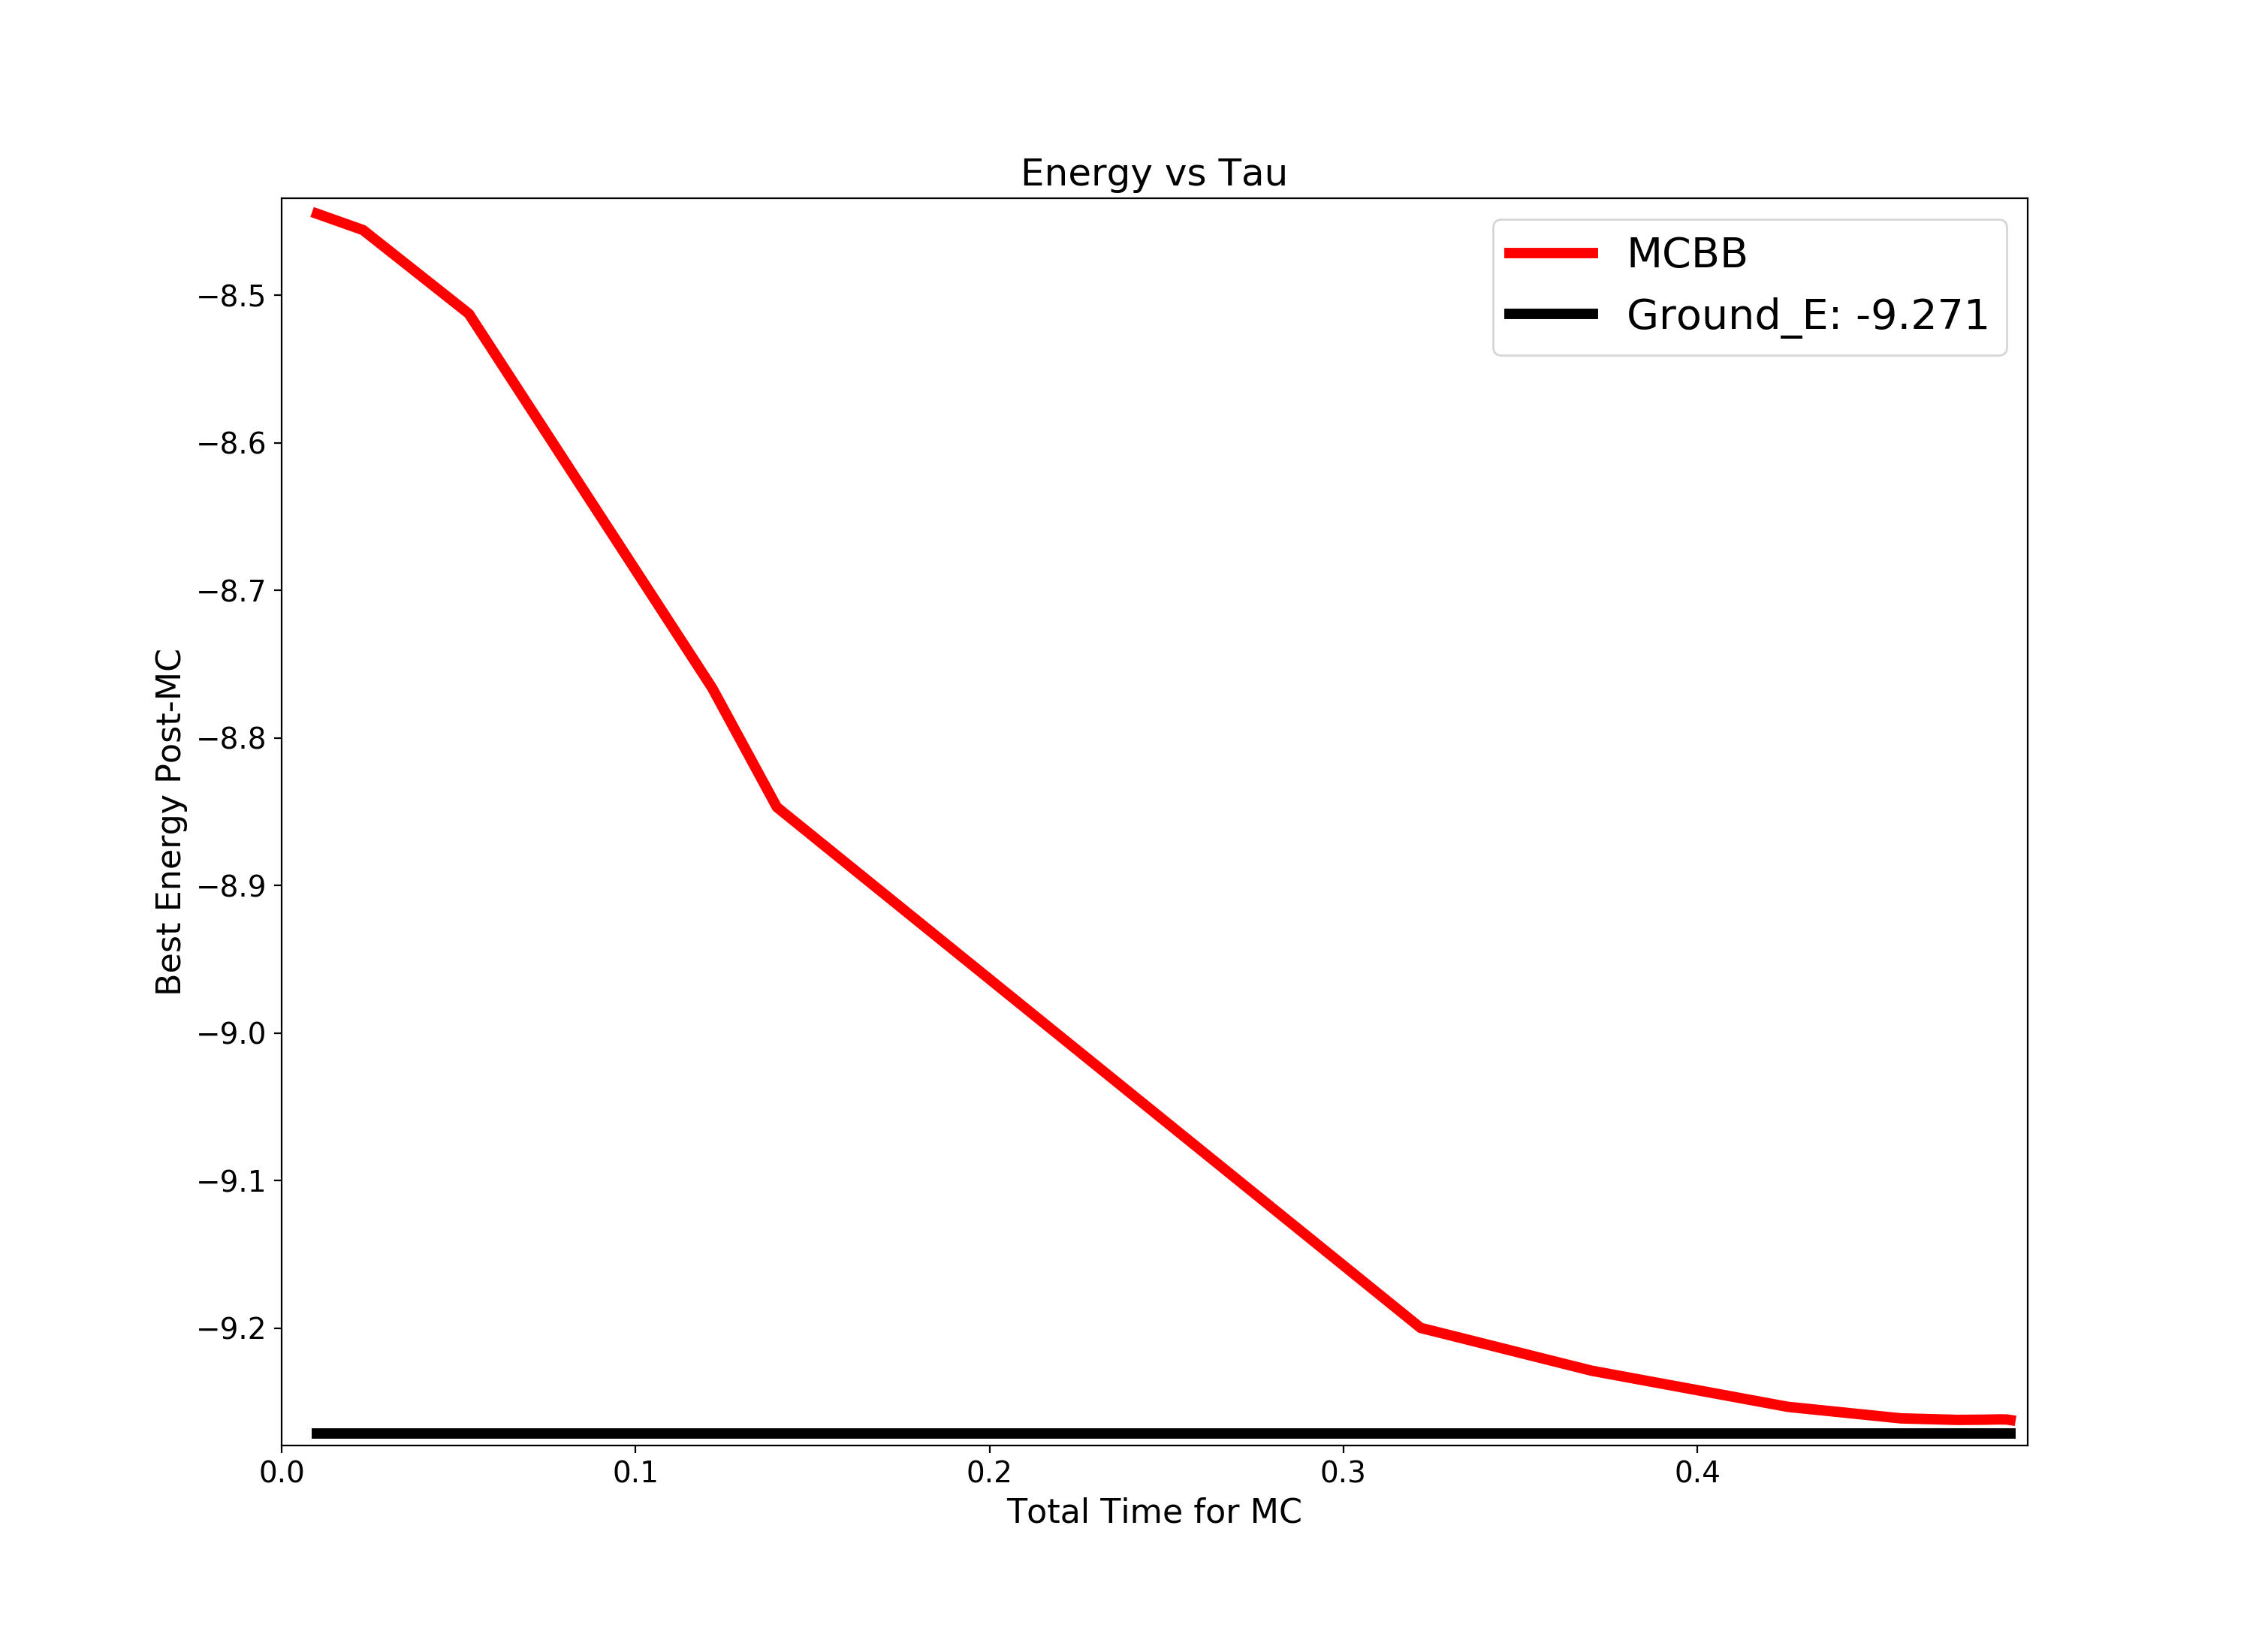 Energy vs Tau
MCBB
Ground_E: -9.271
−8.5
−8.6
−8.7
−8.8
−8.9
−9.0
−9.1
−9.2
Best Energy Post-MC
0.0 0.1 0.2 0.3 0.4
Total Time for MC